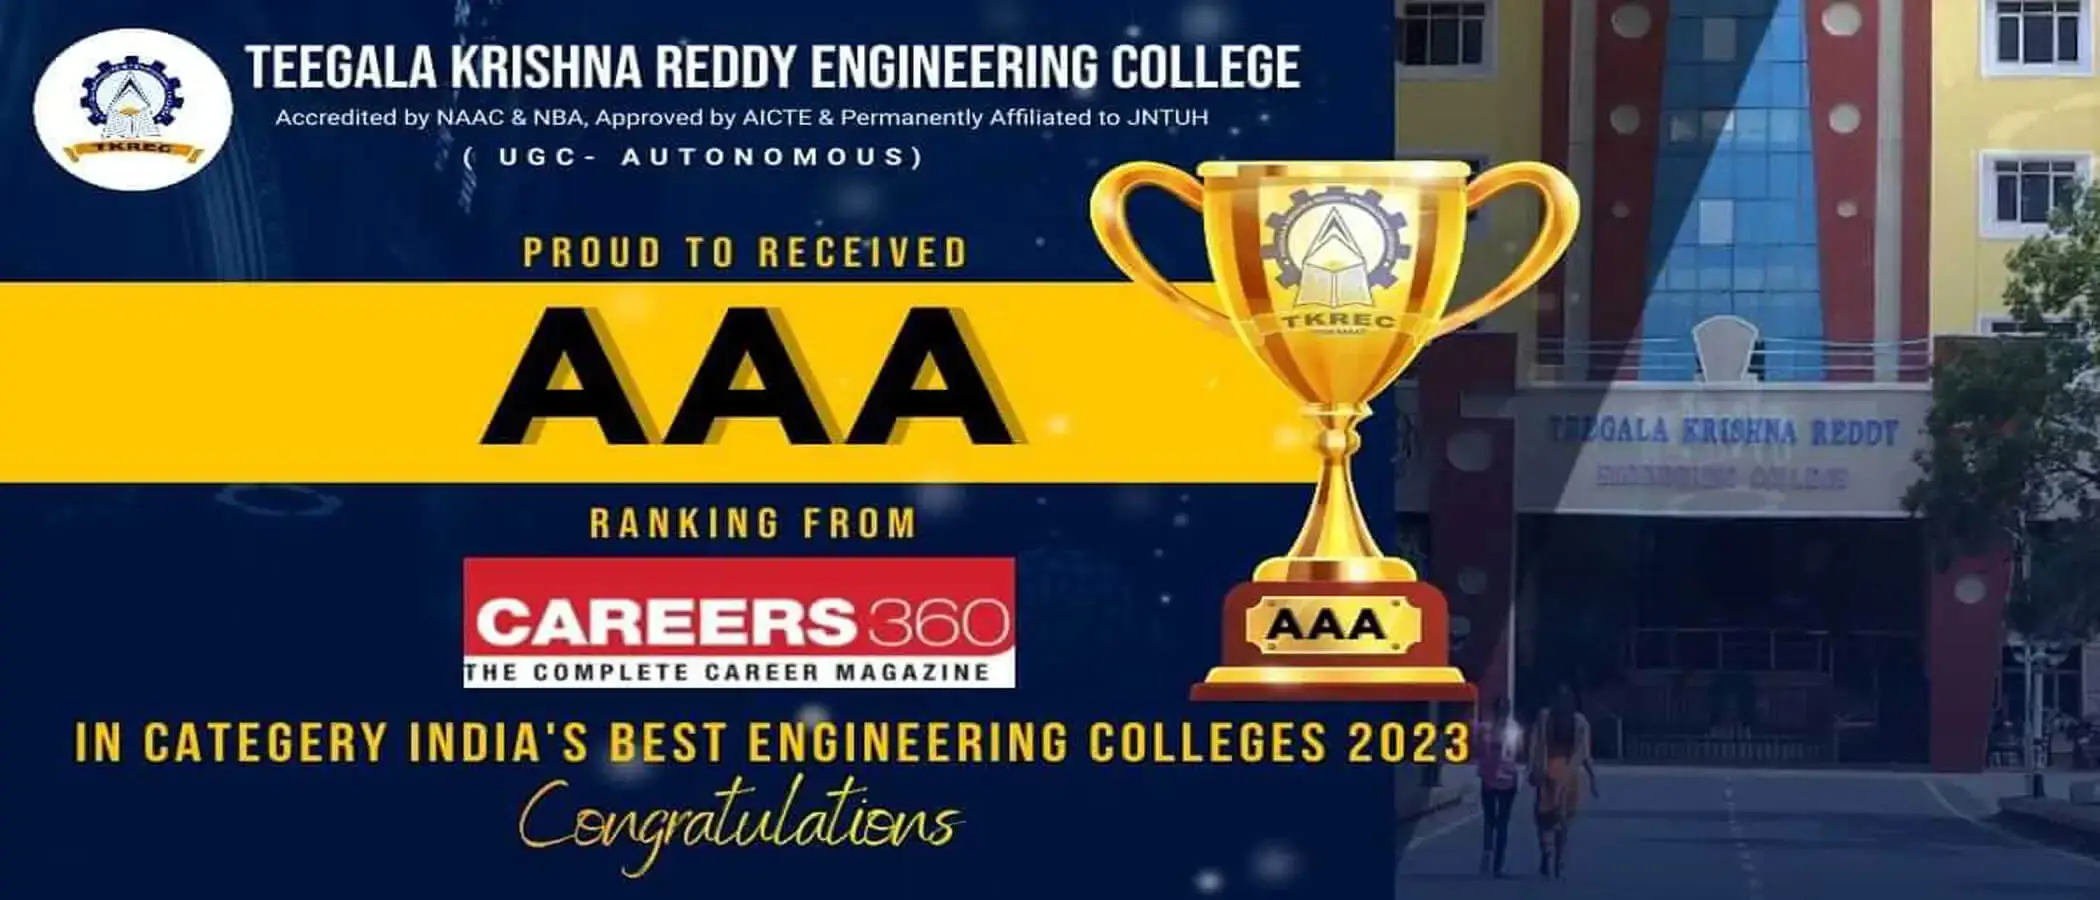 TEEGALA KRISHNA REDDY ENGINEERING COLLEGE
Accredited by NAAC & NBA, Approved by AICTE & Permanently Affiliated to JNTUH
( UGC- AUTONOMOUS)
TKREC
PROUD TO RECEIVED
AAA
RANKING FROM
CAREERS 360
THE COMPLETE CAREER MAGAZINE
IN CATEGERY INDIA'S BEST ENGINEERING COLLEGES 2023
Congratulations
TKREC
AAA
TEEGALA KRISHNA REDDY
ENGINEERING COLLEGE